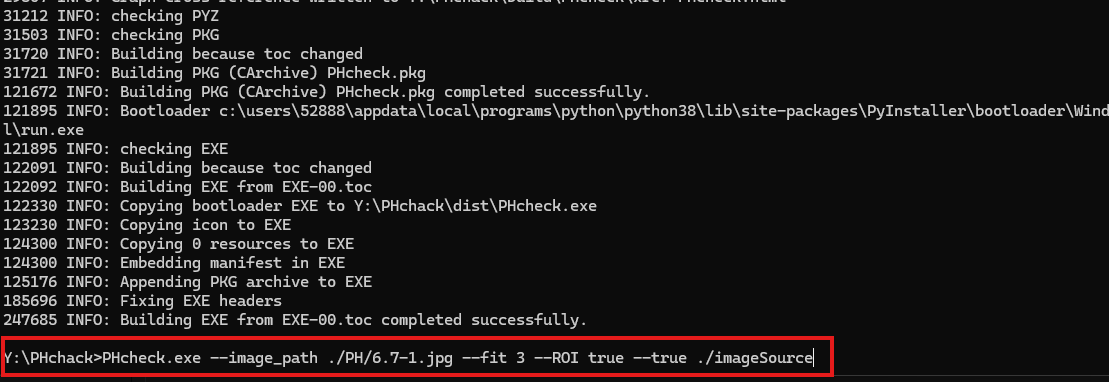 31212 INFO: checking PYZ
31503 INFO: checking PKG
31720 INFO: Building because toc changed
31721 INFO: Building PKG (CArchive) PHcheck.pkg
121672 INFO: Building PKG (CArchive) PHcheck.pkg completed successfully.
121895 INFO: Bootloader c:\users\52888\appdata\local\programs\python\python38\lib\site-packages\PyInstaller\bootloader\Wind
l\run.exe
121895 INFO: checking EXE
122091 INFO: Building because toc changed
122092 INFO: Building EXE from EXE-00.toc
122330 INFO: Copying bootloader EXE to Y:\PHchack\dist\PHcheck.exe
123230 INFO: Copying icon to EXE
124300 INFO: Copying 0 resources to EXE
124300 INFO: Embedding manifest in EXE
125176 INFO: Appending PKG archive to EXE
185696 INFO: Fixing EXE headers
247685 INFO: Building EXE from EXE-00.toc completed successfully.
Y:\PHchack>PHcheck.exe --image_path ./PH/6.7-1.jpg --fit 3 --ROI true --true ./imageSource